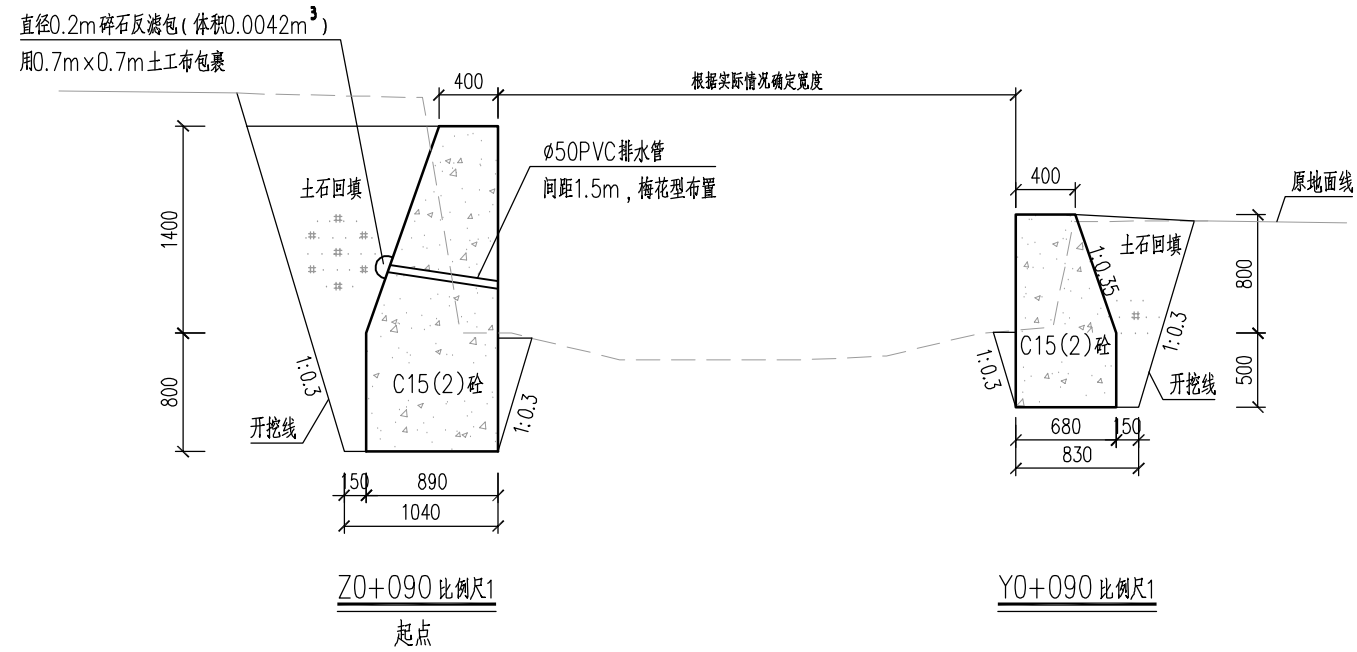 直径0.2m碎石反滤包(体积0.0042m³)
用0.7m×0.7m土工布包裹
400
根据实际情况确定宽度
ø50PVC排水管
间距1.5m，梅花型布置
400
原地面线
土石回填
土石回填
1400
1:0.35
800
1:0.3
C15(2)砼
1:0.3
500
1:0.3
C15(2)砼
800
1:0.3
开挖线
开挖线
680
150
830
150
890
1040
Z0+090 比例尺1
起点
Y0+090 比例尺1